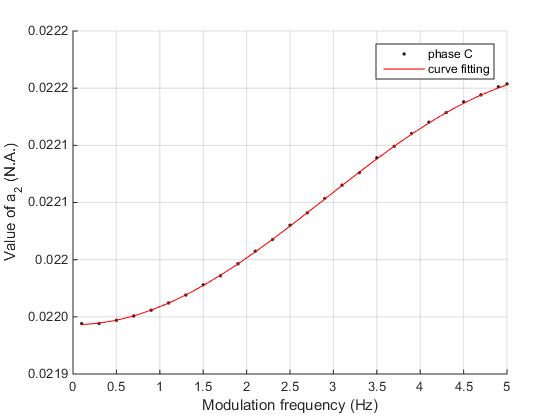 0.0222
phase C
curve fitting
0.0222
0.0221
0.0221
0.022
0.0220
0.0219
Value of a2 (N.A.)
0 0.5 1 1.5 2 2.5 3 3.5 4 4.5 5
Modulation frequency (Hz)